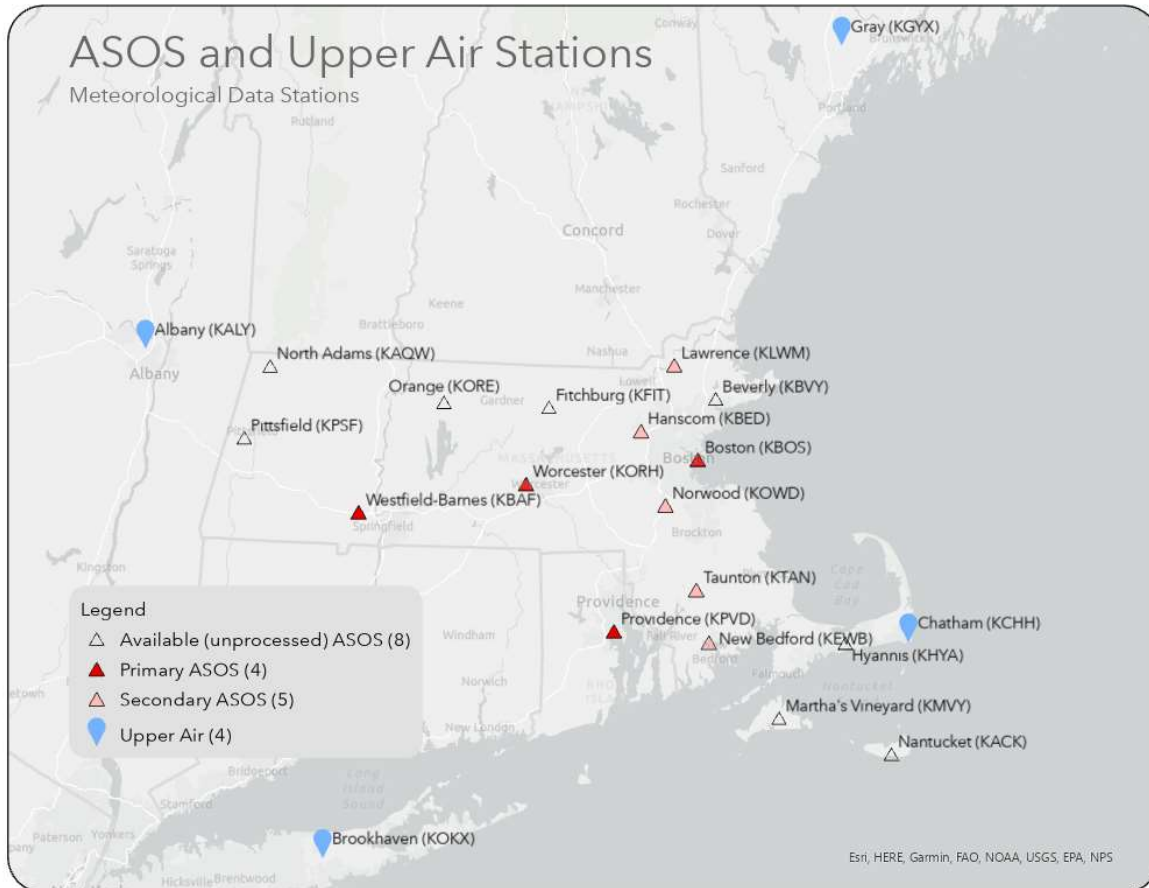 ASOS and Upper Air Stations
Meteorological Data Stations
Gray (KGYX)
Conway
Brunswick
Portland
Rutland
Sanford
Rochester
Dover
Concord
Saratoga
Springs
Manchester
Keene
Albany (KALY)
Brattleboro
Albany
Nashua
North Adams (KAQW)
Lawrence (KLWM)
Lowell
Orange (KORE)
Gardner
Fitchburg (KFIT)
Beverly (KBVY)
Hanscom (KBED)
Pittsfield (KPSF)
Pittsfield
MASSACHUSETTS
Boston
Boston (KBOS)
Worcester (KORH)
Worcester
Westfield-Barnes (KBAF)
Springfield
Norwood (KOWD)
Brockton
Kingston
Taunton (KTAN)
Cape
Cod
Bay
Providence
Providence (KPVD)
Fall River
New Bedford (KEWB)
Bedford
Chatham (KCHH)
Hyannis (KHYA)
Falmouth
Nantucket
Windham
Norwich
New London
Martha's Vineyard (KMVY)
Nantucket (KACK)
Legend
Available (unprocessed) ASOS (8)
Primary ASOS (4)
Secondary ASOS (5)
Upper Air (4)
Bridgeport
Long
Island
Sound
Stamford
Paterson
Yonkers
Brookhaven (KOKX)
Hicksville
Brentwood
Esri, HERE, Garmin, FAO, NOAA, USGS, EPA, NPS